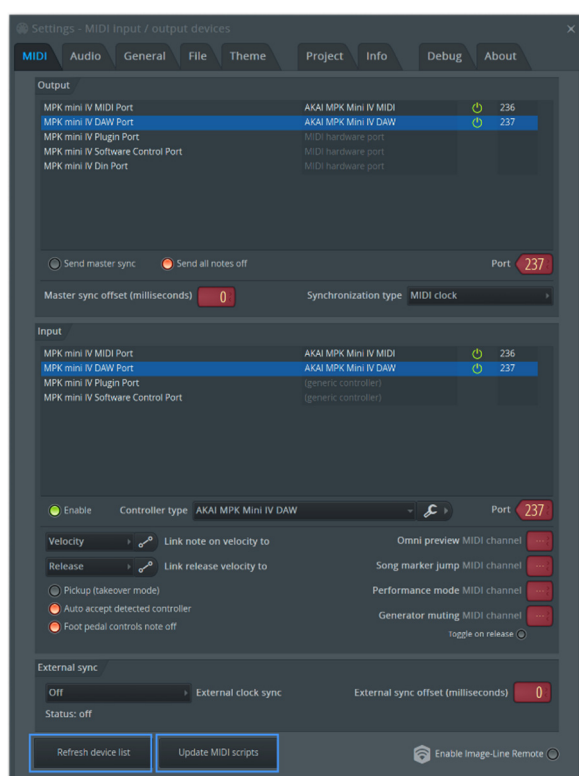 Settings - MIDI input / output devices
MIDI Audio General File Theme Project Info Debug About
Output
MPK mini IV MIDI Port AKAI MPK Mini IV MIDI 236
MPK mini IV DAW Port AKAI MPK Mini IV DAW 237
MPK mini IV Plugin Port MIDI hardware port
MPK mini IV Software Control Port MIDI hardware port
MPK mini IV Din Port MIDI hardware port
Send master sync Send all notes off Port 237
Master sync offset (milliseconds) 0 Synchronization type MIDI clock
Input
MPK mini IV MIDI Port AKAI MPK Mini IV MIDI 236
MPK mini IV DAW Port AKAI MPK Mini IV DAW 237
MPK mini IV Plugin Port (generic controller)
MPK mini IV Software Control Port (generic controller)
Enable Controller type AKAI MPK Mini IV DAW Port 237
Velocity Link note on velocity to Omni preview MIDI channel ---
Release Link release velocity to Song marker jump MIDI channel ---
Pickup (takeover mode) Performance mode MIDI channel ---
Auto accept detected controller Generator muting MIDI channel ---
Foot pedal controls note off Toggle on release
External sync
Off External clock sync External sync offset (milliseconds) 0
Status: off
Refresh device list Update MIDI scripts Enable Image-Line Remote